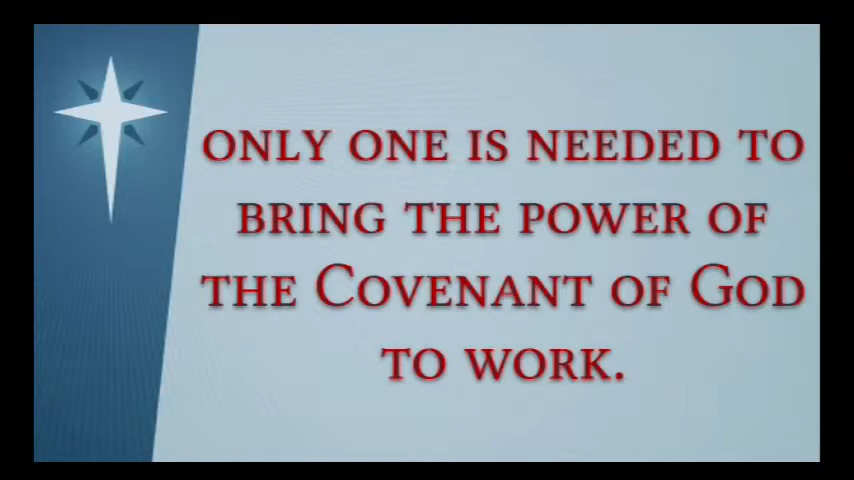 ONLY ONE IS NEEDED TO
BRING THE POWER OF
THE COVENANT OF GOD
TO WORK.